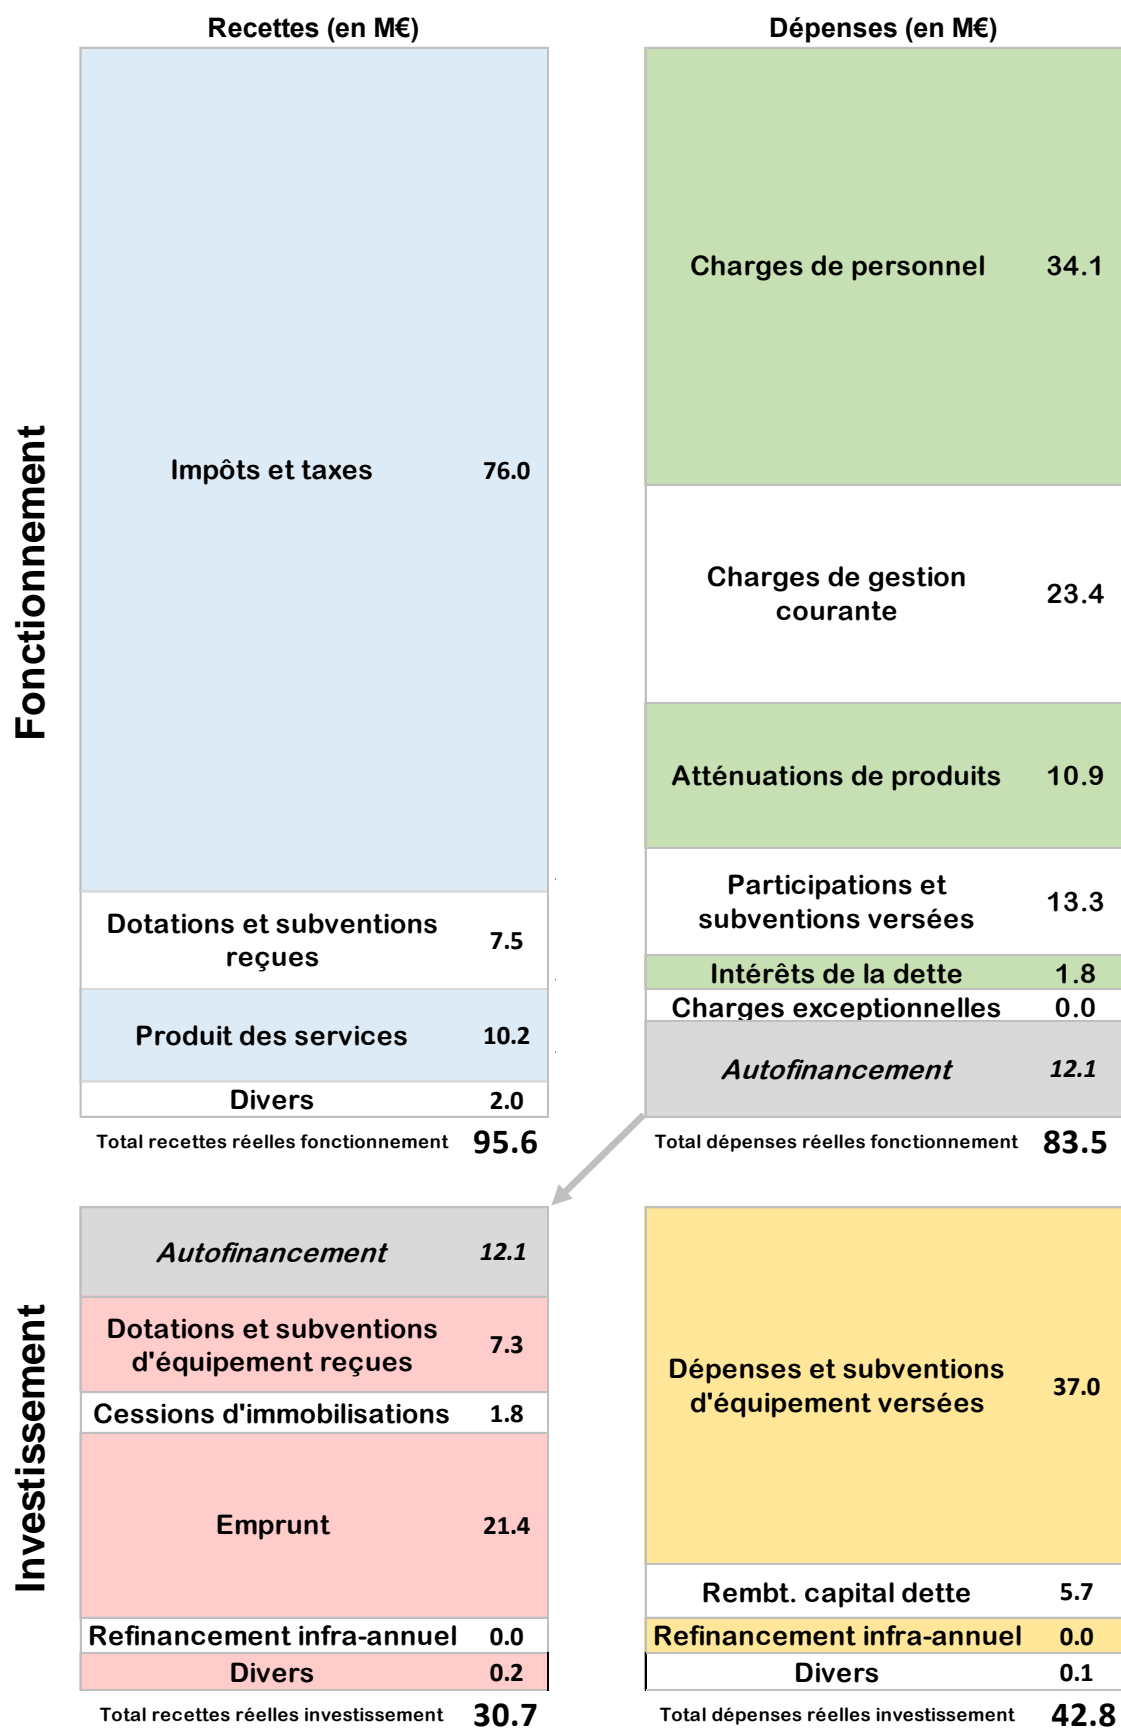 Recettes (en M€)
Dépenses (en M€)
Fonctionnement
Impôts et taxes 76.0
Dotations et subventions
reçues 7.5
Produit des services 10.2
Divers 2.0
Total recettes réelles fonctionnement 95.6
Charges de personnel 34.1
Charges de gestion
courante 23.4
Atténuations de produits 10.9
Participations et
subventions versées 13.3
Intérêts de la dette 1.8
Charges exceptionnelles 0.0
Autofinancement 12.1
Total dépenses réelles fonctionnement 83.5
Investissement
Autofinancement 12.1
Dotations et subventions
d'équipement reçues 7.3
Cessions d'immobilisations 1.8
Emprunt 21.4
Refinancement infra-annuel 0.0
Divers 0.2
Total recettes réelles investissement 30.7
Dépenses et subventions
d'équipement versées 37.0
Rembt. capital dette 5.7
Refinancement infra-annuel 0.0
Divers 0.1
Total dépenses réelles investissement 42.8